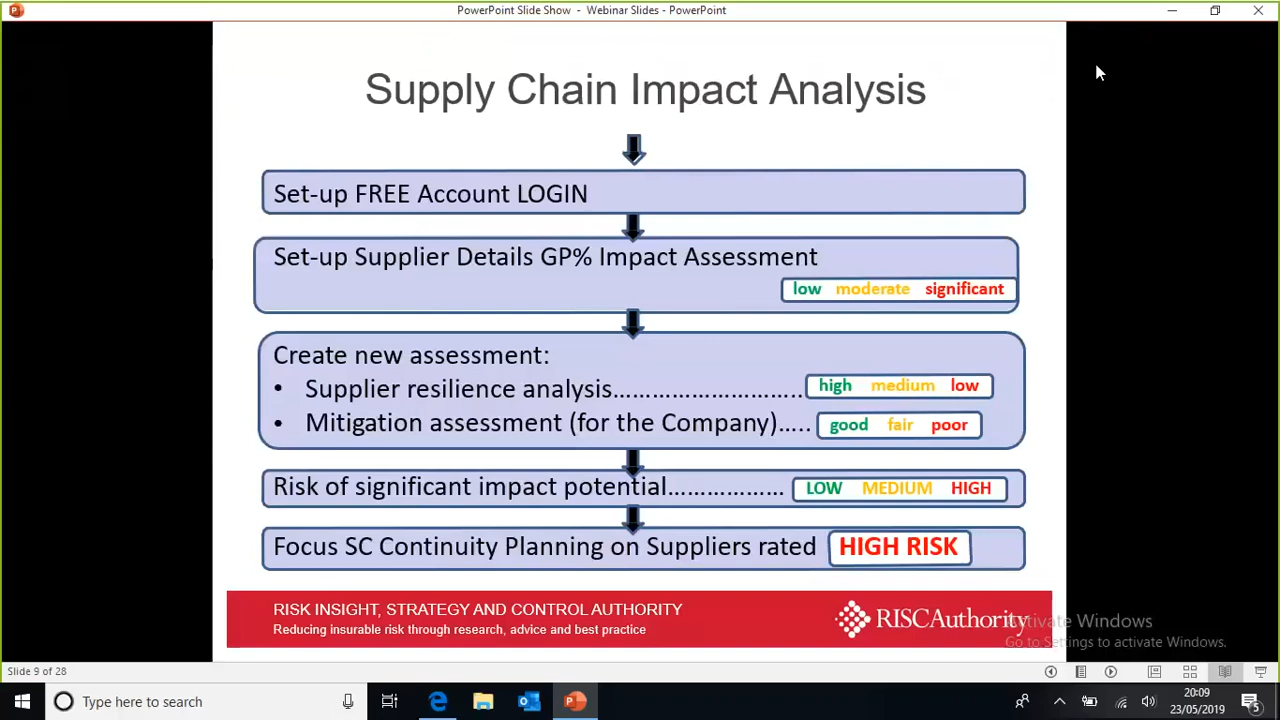 PowerPoint Slide Show - Webinar Slides - PowerPoint
Supply Chain Impact Analysis
Set-up FREE Account LOGIN
Set-up Supplier Details GP% Impact Assessment
low moderate significant
Create new assessment:
• Supplier resilience analysis……………………….. high medium low
• Mitigation assessment (for the Company)….. good fair poor
Risk of significant impact potential……………… LOW MEDIUM HIGH
Focus SC Continuity Planning on Suppliers rated HIGH RISK
RISK INSIGHT, STRATEGY AND CONTROL AUTHORITY
Reducing insurable risk through research, advice and best practice
RISCAuthority
Activate Windows
Go to Settings to activate Windows.
Slide 9 of 28
Type here to search
20:09
23/05/2019
5